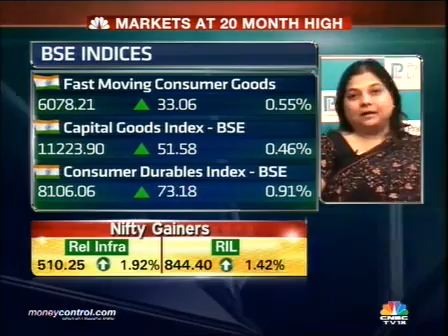 MARKETS AT 20 MONTH HIGH
BSE INDICES
Fast Moving Consumer Goods
6078.21 33.06 0.55%
Capital Goods Index - BSE
11223.90 51.58 0.46%
Consumer Durables Index - BSE
8106.06 73.18 0.91%
Nifty Gainers
Rel Infra RIL
510.25 1.92% 844.40 1.42%
moneycontrol.com
CNBC
TV18